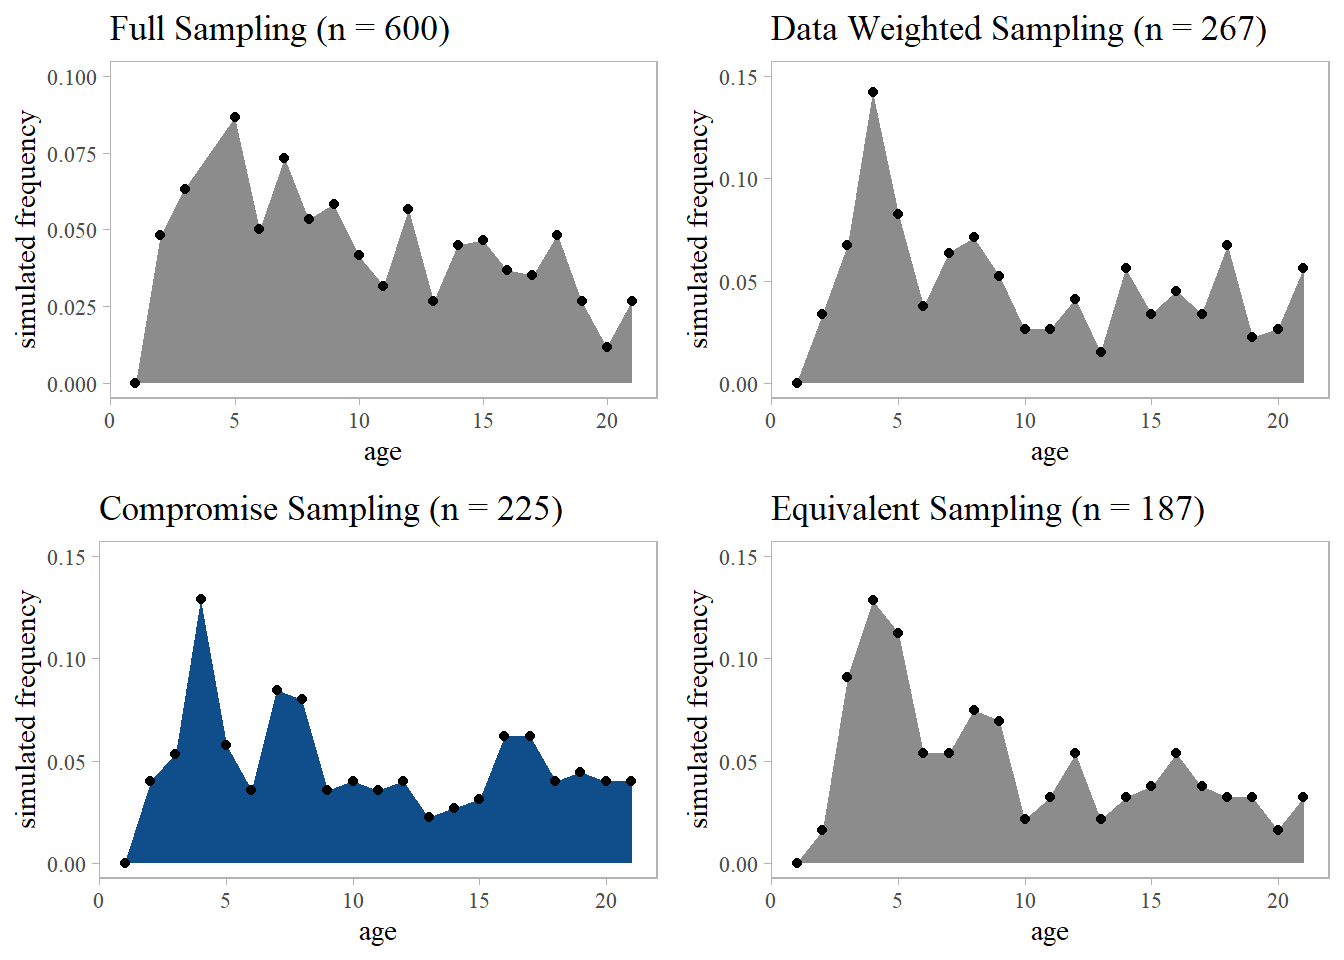 Full Sampling (n = 600)
simulated frequency
0.100
0.075
0.050
0.025
0.000
0 5 10 15 20
age
Data Weighted Sampling (n = 267)
simulated frequency
0.15
0.10
0.05
0.00
0 5 10 15 20
age
Compromise Sampling (n = 225)
simulated frequency
0.15
0.10
0.05
0.00
0 5 10 15 20
age
Equivalent Sampling (n = 187)
simulated frequency
0.15
0.10
0.05
0.00
0 5 10 15 20
age